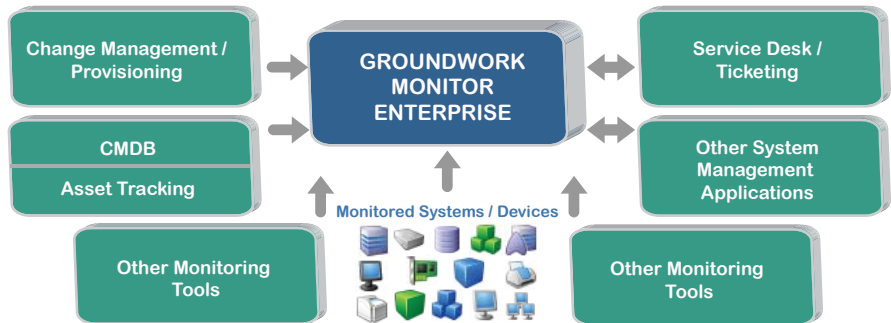 Change Management /
Provisioning
GROUNDWORK
MONITOR
ENTERPRISE
Service Desk /
Ticketing
CMDB
Asset Tracking
Other System
Management
Applications
Monitored Systems / Devices
Other Monitoring
Tools
Other Monitoring
Tools